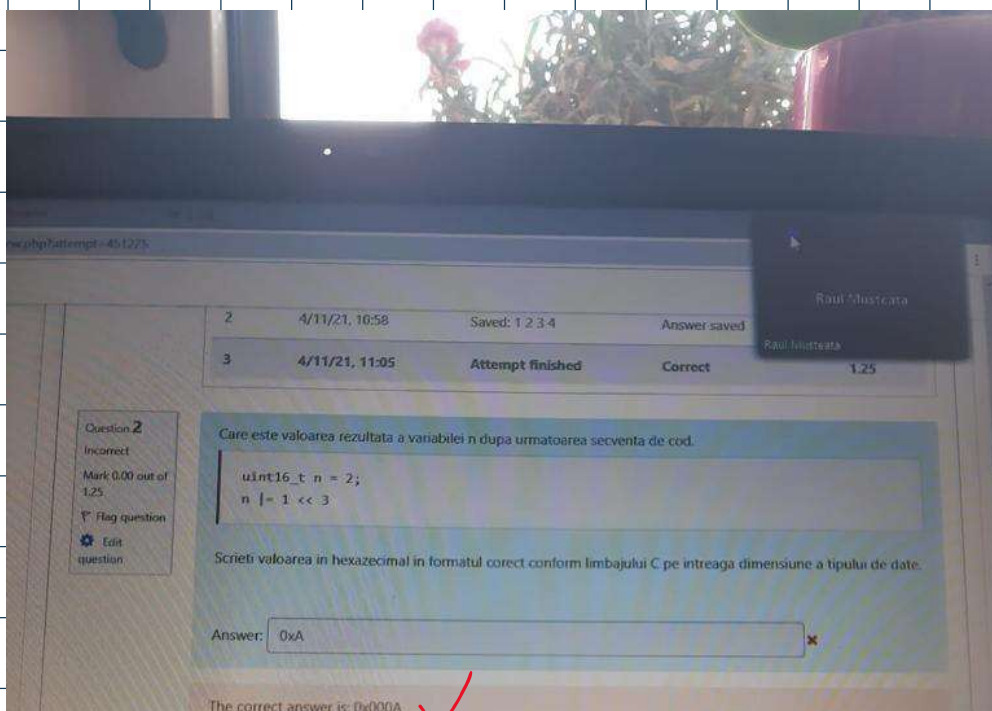 Raul Musteata
Raul Musteata
2 4/11/21, 10:58 Saved: 1 2 3 4 Answer saved
3 4/11/21, 11:05 Attempt finished Correct 1.25
Question 2
Incorrect
Mark 0.00 out of
1.25
Flag question
Edit
question
Care este valoarea rezultata a variabilei n dupa urmatoarea secventa de cod.
uint16_t n = 2;
n |= 1 << 3
Scrieti valoarea in hexazecimal in formatul corect conform limbajului C pe intreaga dimensiune a tipului de date.
Answer: 0xA
The correct answer is: 0x000A